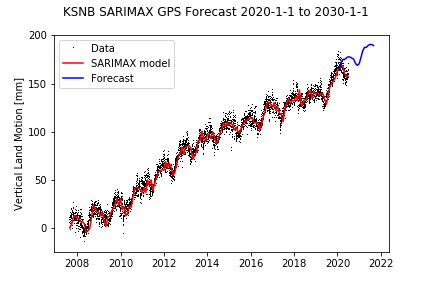 KSNB SARIMAX GPS Forecast 2020-1-1 to 2030-1-1
Data
SARIMAX model
Forecast
Vertical Land Motion [mm]
200
150
100
50
0
2008 2010 2012 2014 2016 2018 2020 2022